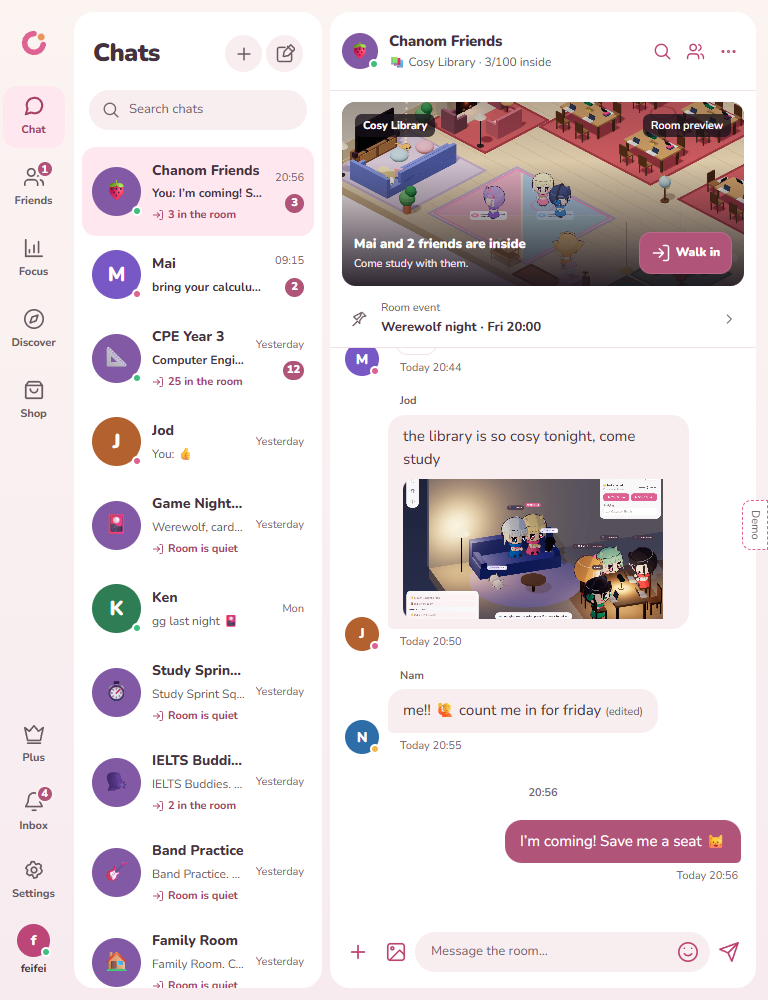 Chats
Search chats
Chat
1
Friends
Focus
Discover
Shop
Plus
4
Inbox
Settings
f
feifei
Chanom Friends
20:56
You: I'm coming! S...
3
3 in the room
M
Mai
09:15
bring your calculu...
2
CPE Year 3
Yesterday
Computer Engi...
12
25 in the room
J
Jod
Yesterday
You: 👍
Game Night...
Yesterday
Werewolf, card...
Room is quiet
K
Ken
Mon
gg last night 🎴
Study Sprin...
Yesterday
Study Sprint Sq...
Room is quiet
IELTS Buddi...
Yesterday
IELTS Buddies. ...
2 in the room
Band Practice
Yesterday
Band Practice. ...
Room is quiet
Family Room
Yesterday
Family Room. C...
Room is quiet
Chanom Friends
Cosy Library · 3/100 inside
Cosy Library
Room preview
Mai and 2 friends are inside
Come study with them.
Walk in
Room event
Werewolf night · Fri 20:00
M
Today 20:44
Jod
the library is so cosy tonight, come
study
J
Today 20:50
Nam
me!! 🙋 count me in for friday (edited)
N
Today 20:55
20:56
I'm coming! Save me a seat 😺
Today 20:56
Message the room...
Demo